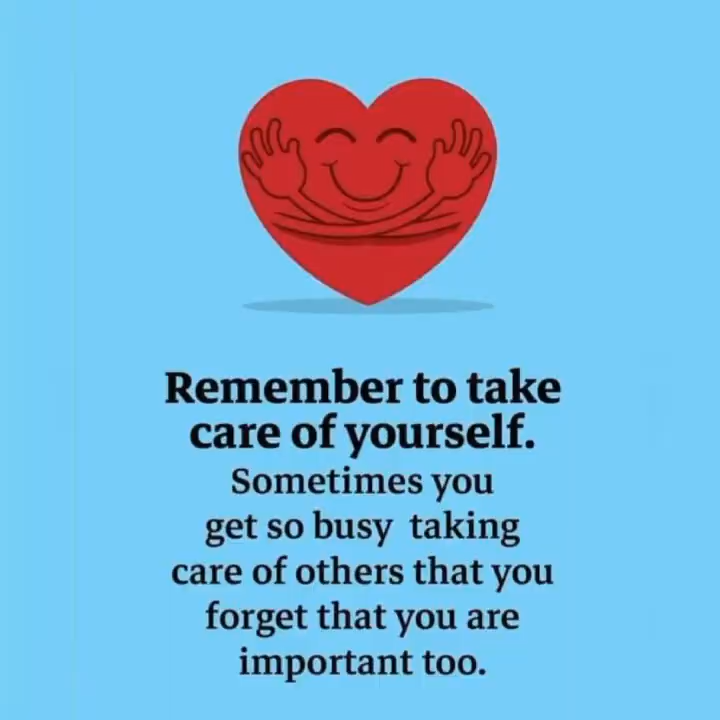 Remember to take
care of yourself.
Sometimes you
get so busy taking
care of others that you
forget that you are
important too.